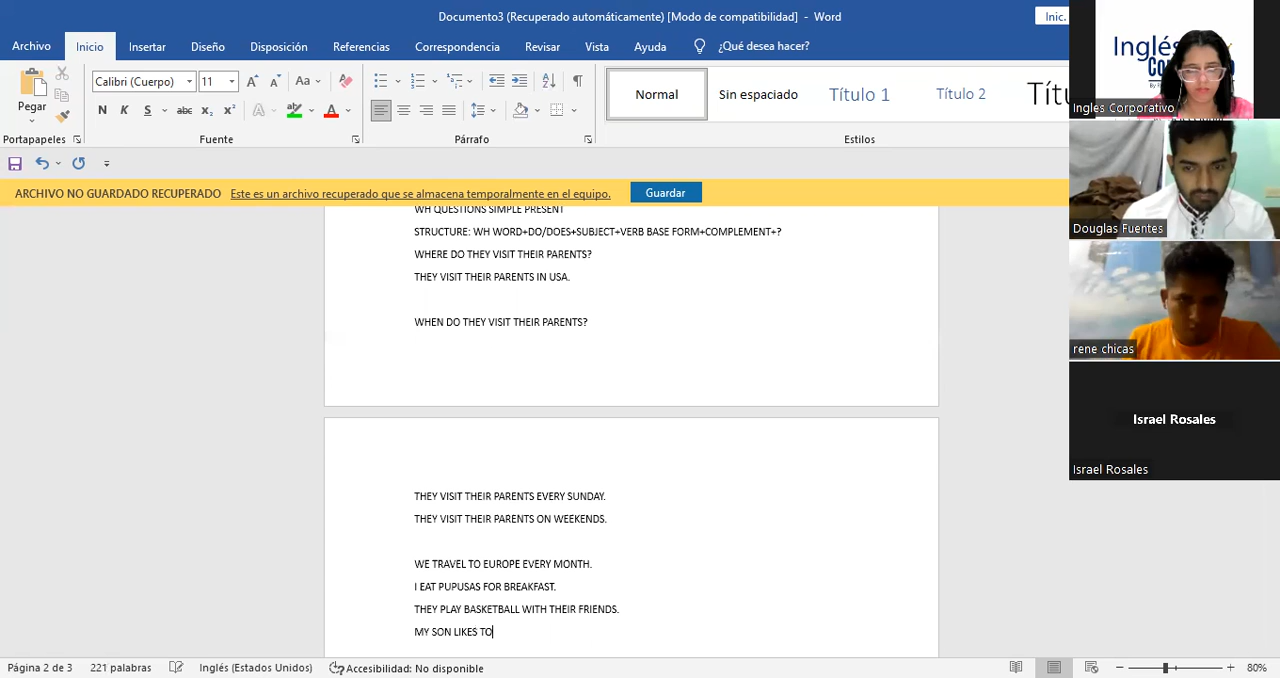 Documento3 (Recuperado automáticamente) [Modo de compatibilidad] - Word
Inic.
Archivo Inicio Insertar Diseño Disposición Referencias Correspondencia Revisar Vista Ayuda ¿Qué desea hacer?
Calibri (Cuerpo) 11
Pegar
Normal Sin espaciado Título 1 Título 2
Portapapeles Fuente Párrafo Estilos
ARCHIVO NO GUARDADO RECUPERADO Este es un archivo recuperado que se almacena temporalmente en el equipo. Guardar
WH QUESTIONS SIMPLE PRESENT
STRUCTURE: WH WORD+DO/DOES+SUBJECT+VERB BASE FORM+COMPLEMENT+?
WHERE DO THEY VISIT THEIR PARENTS?
THEY VISIT THEIR PARENTS IN USA.
WHEN DO THEY VISIT THEIR PARENTS?
THEY VISIT THEIR PARENTS EVERY SUNDAY.
THEY VISIT THEIR PARENTS ON WEEKENDS.
WE TRAVEL TO EUROPE EVERY MONTH.
I EAT PUPUSAS FOR BREAKFAST.
THEY PLAY BASKETBALL WITH THEIR FRIENDS.
MY SON LIKES TO
Página 2 de 3 221 palabras Inglés (Estados Unidos) Accesibilidad: No disponible 80%
Ingles Corporativo
Douglas Fuentes
rene chicas
Israel Rosales
Israel Rosales